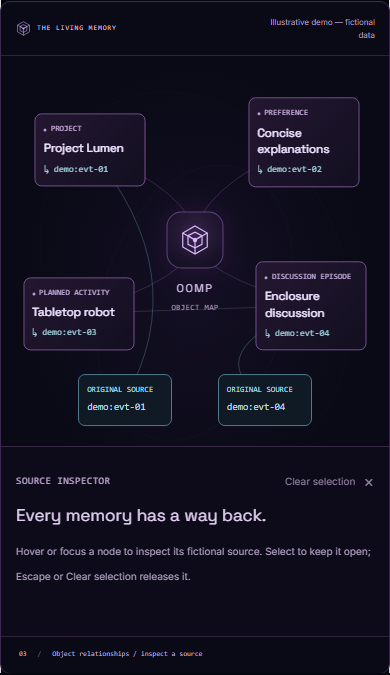 THE LIVING MEMORY
Illustrative demo — fictional
data
PROJECT
Project Lumen
↳ demo:evt-01
PREFERENCE
Concise
explanations
↳ demo:evt-02
OOMP
OBJECT MAP
PLANNED ACTIVITY
Tabletop robot
↳ demo:evt-03
DISCUSSION EPISODE
Enclosure
discussion
↳ demo:evt-04
ORIGINAL SOURCE
demo:evt-01
ORIGINAL SOURCE
demo:evt-04
SOURCE INSPECTOR
Clear selection ×
Every memory has a way back.
Hover or focus a node to inspect its fictional source. Select to keep it open;
Escape or Clear selection releases it.
03 / Object relationships / inspect a source